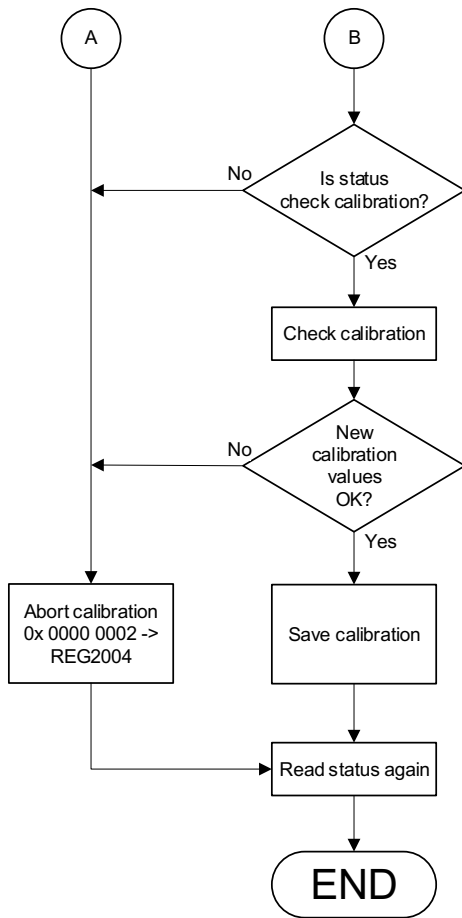 A
B
No
Is status
check calibration?
Yes
Check calibration
No
New
calibration
values
OK?
Yes
Abort calibration
0x 0000 0002 ->
REG2004
Save calibration
Read status again
END